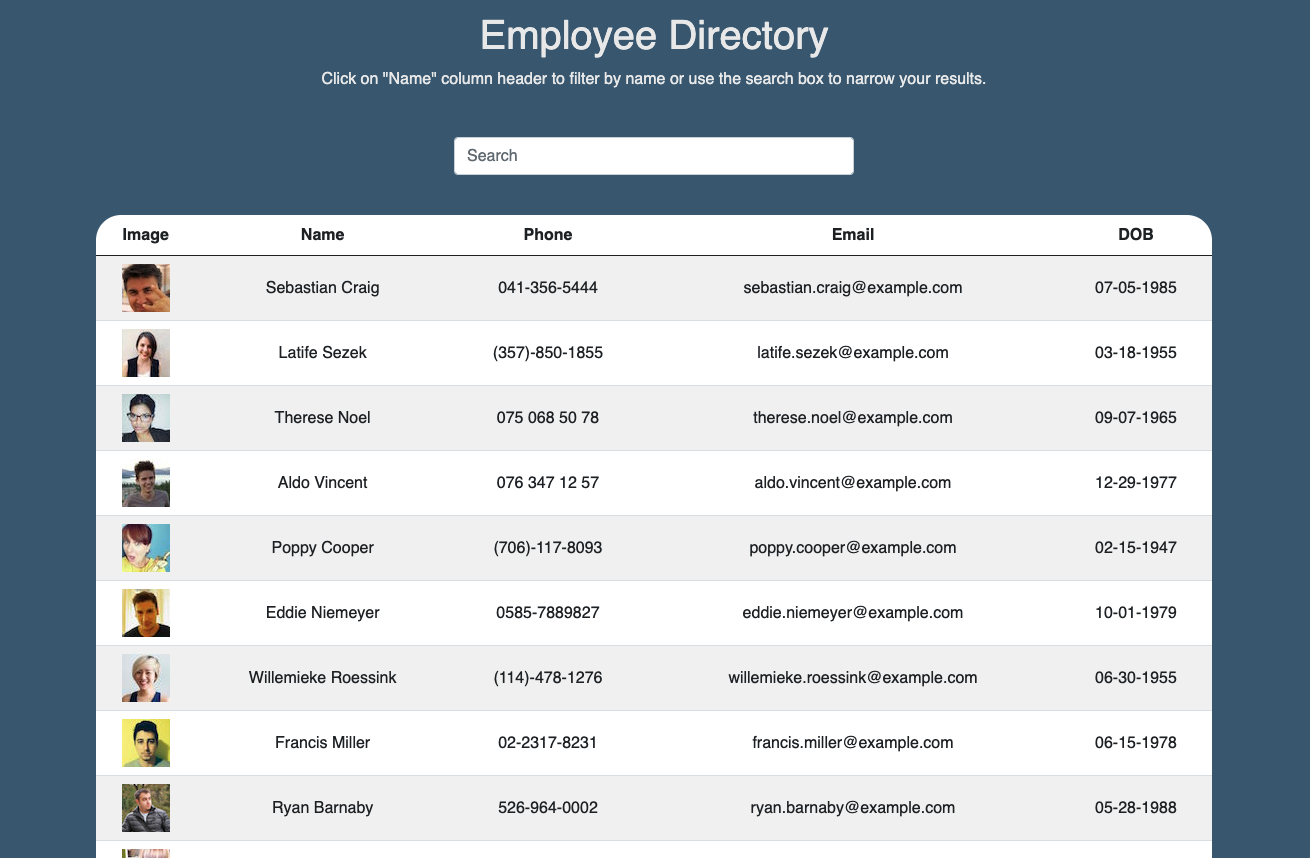 Employee Directory
Click on "Name" column header to filter by name or use the search box to narrow your results.
Search
Image Name Phone Email DOB
Sebastian Craig 041-356-5444 sebastian.craig@example.com 07-05-1985
Latife Sezek (357)-850-1855 latife.sezek@example.com 03-18-1955
Therese Noel 075 068 50 78 therese.noel@example.com 09-07-1965
Aldo Vincent 076 347 12 57 aldo.vincent@example.com 12-29-1977
Poppy Cooper (706)-117-8093 poppy.cooper@example.com 02-15-1947
Eddie Niemeyer 0585-7889827 eddie.niemeyer@example.com 10-01-1979
Willemieke Roessink (114)-478-1276 willemieke.roessink@example.com 06-30-1955
Francis Miller 02-2317-8231 francis.miller@example.com 06-15-1978
Ryan Barnaby 526-964-0002 ryan.barnaby@example.com 05-28-1988